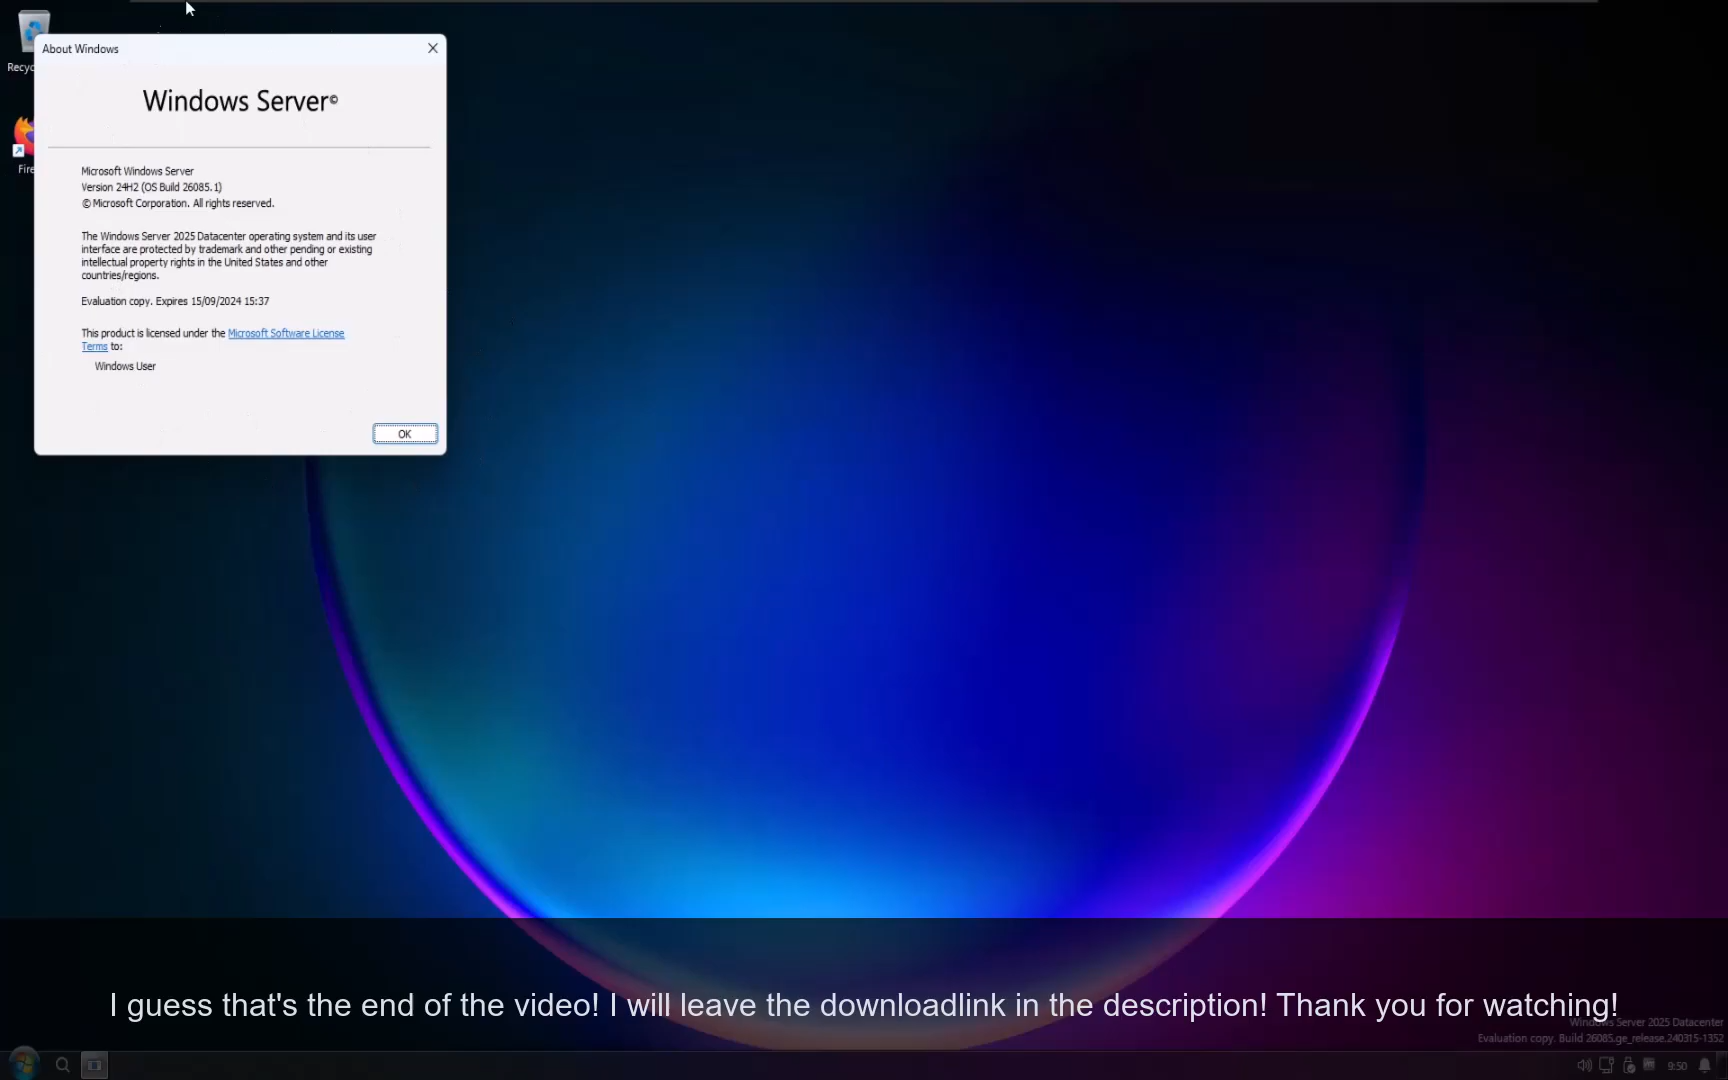 Recyc
Fire
About Windows
Windows Server©
Microsoft Windows Server
Version 24H2 (OS Build 26085.1)
© Microsoft Corporation. All rights reserved.
The Windows Server 2025 Datacenter operating system and its user
interface are protected by trademark and other pending or existing
intellectual property rights in the United States and other
countries/regions.
Evaluation copy. Expires 15/09/2024 15:37
This product is licensed under the Microsoft Software License
Terms to:
Windows User
OK
I guess that's the end of the video! I will leave the downloadlink in the description! Thank you for watching!
Windows Server 2025 Datacenter
Evaluation copy. Build 26085.ge_release.240315-1352
9:50